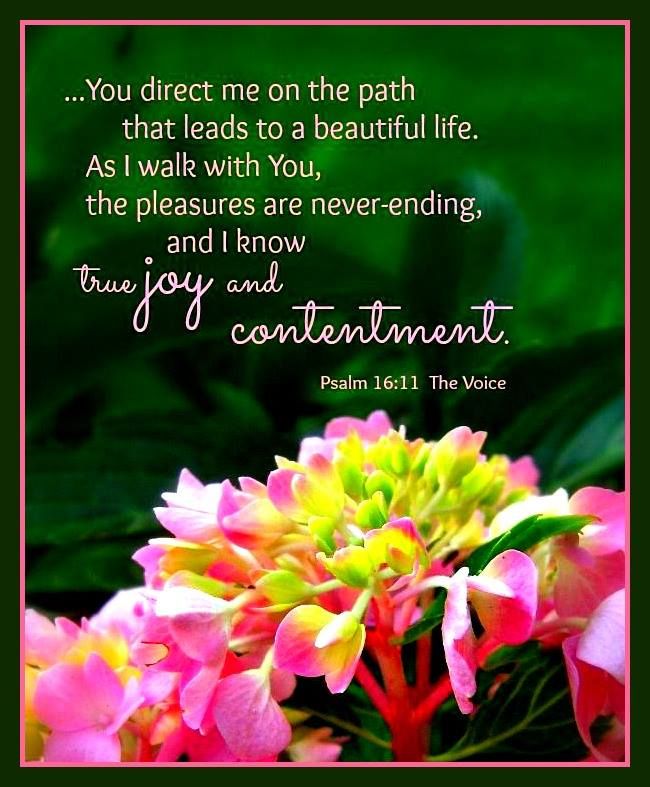 ...You direct me on the path
that leads to a beautiful life.
As I walk with You,
the pleasures are never-ending,
and I know
true joy and
contentment.
Psalm 16:11 The Voice